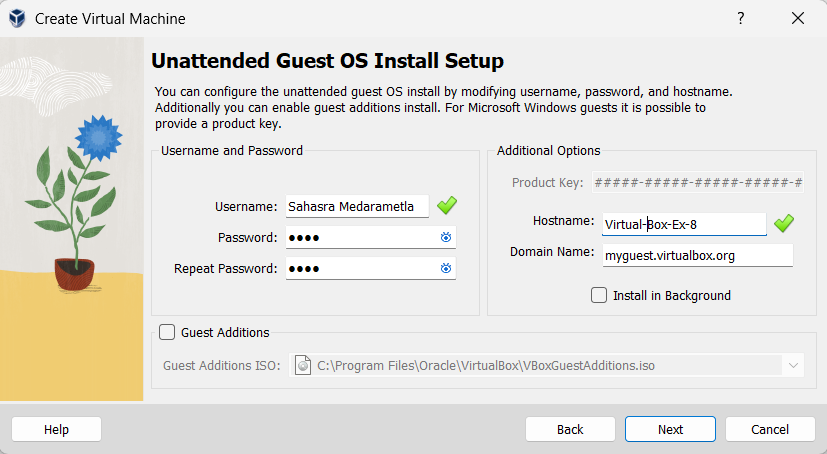 Create Virtual Machine
?
Unattended Guest OS Install Setup
You can configure the unattended guest OS install by modifying username, password, and hostname.
Additionally you can enable guest additions install. For Microsoft Windows guests it is possible to
provide a product key.
Username and Password
Username: Sahasra Medarametla
Password: ●●●●
Repeat Password: ●●●●
Additional Options
Product Key: #####-#####-#####-#####-#
Hostname: Virtual-Box-Ex-8
Domain Name: myguest.virtualbox.org
Install in Background
Guest Additions
Guest Additions ISO: C:\Program Files\Oracle\VirtualBox\VBoxGuestAdditions.iso
Help
Back
Next
Cancel